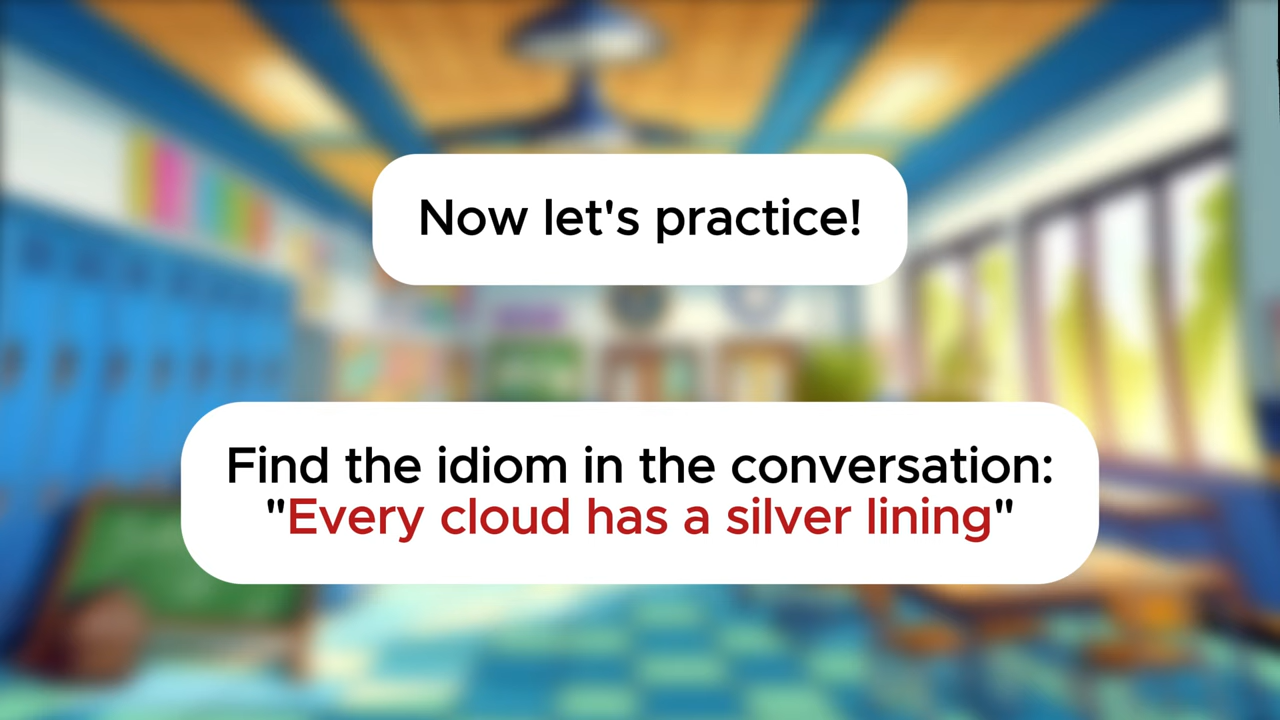 Now let's practice!
Find the idiom in the conversation:
"Every cloud has a silver lining"